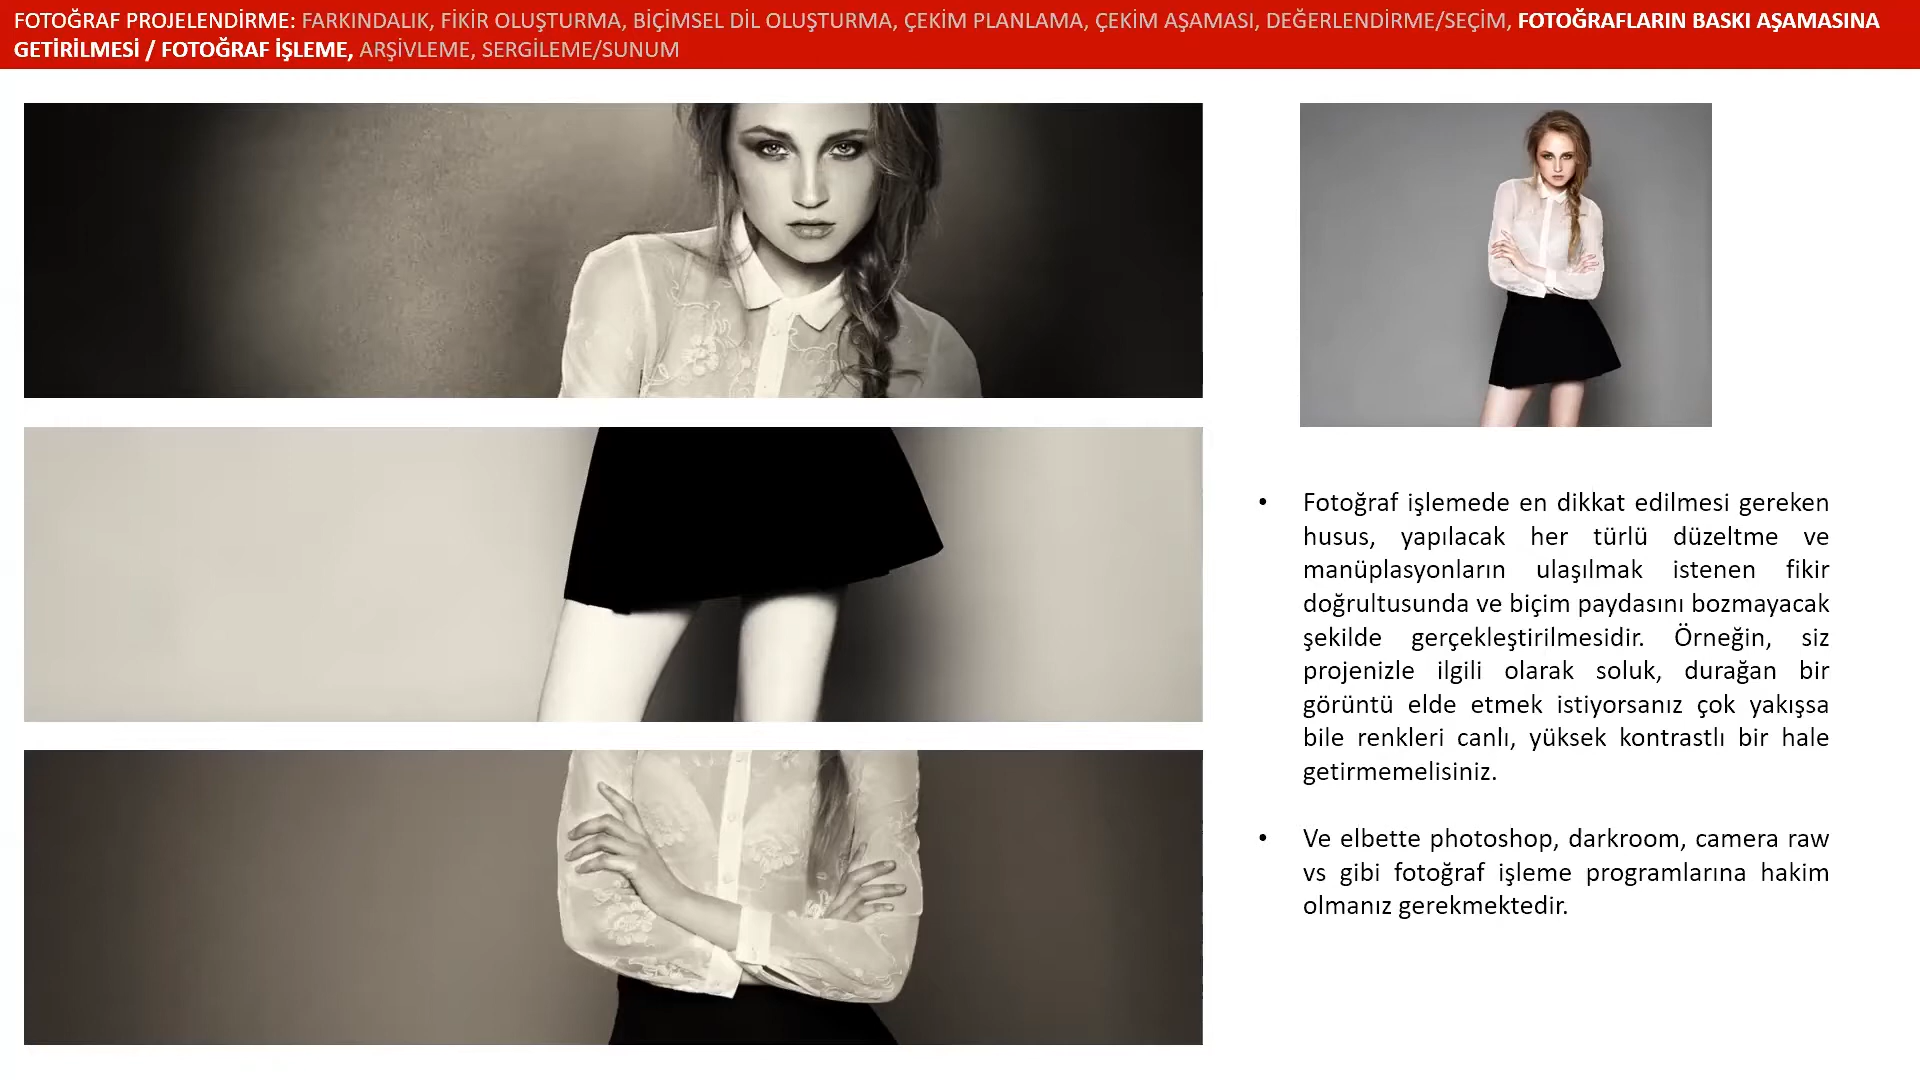 FOTOĞRAF PROJELENDİRME: FARKINDALIK, FİKİR OLUŞTURMA, BİÇİMSEL DİL OLUŞTURMA, ÇEKİM PLANLAMA, ÇEKİM AŞAMASI, DEĞERLENDİRME/SEÇİM, FOTOĞRAFLARIN BASKI AŞAMASINA
GETİRİLMESİ / FOTOĞRAF İŞLEME, ARŞİVLEME, SERGİLEME/SUNUM
• Fotoğraf işlemede en dikkat edilmesi gereken
husus, yapılacak her türlü düzeltme ve
manüplasyonların ulaşılmak istenen fikir
doğrultusunda ve biçim paydasını bozmayacak
şekilde gerçekleştirilmesidir. Örneğin, siz
projenizle ilgili olarak soluk, durağan bir
görüntü elde etmek istiyorsanız çok yakışsa
bile renkleri canlı, yüksek kontrastlı bir hale
getirmemelisiniz.
• Ve elbette photoshop, darkroom, camera raw
vs gibi fotoğraf işleme programlarına hakim
olmanız gerekmektedir.